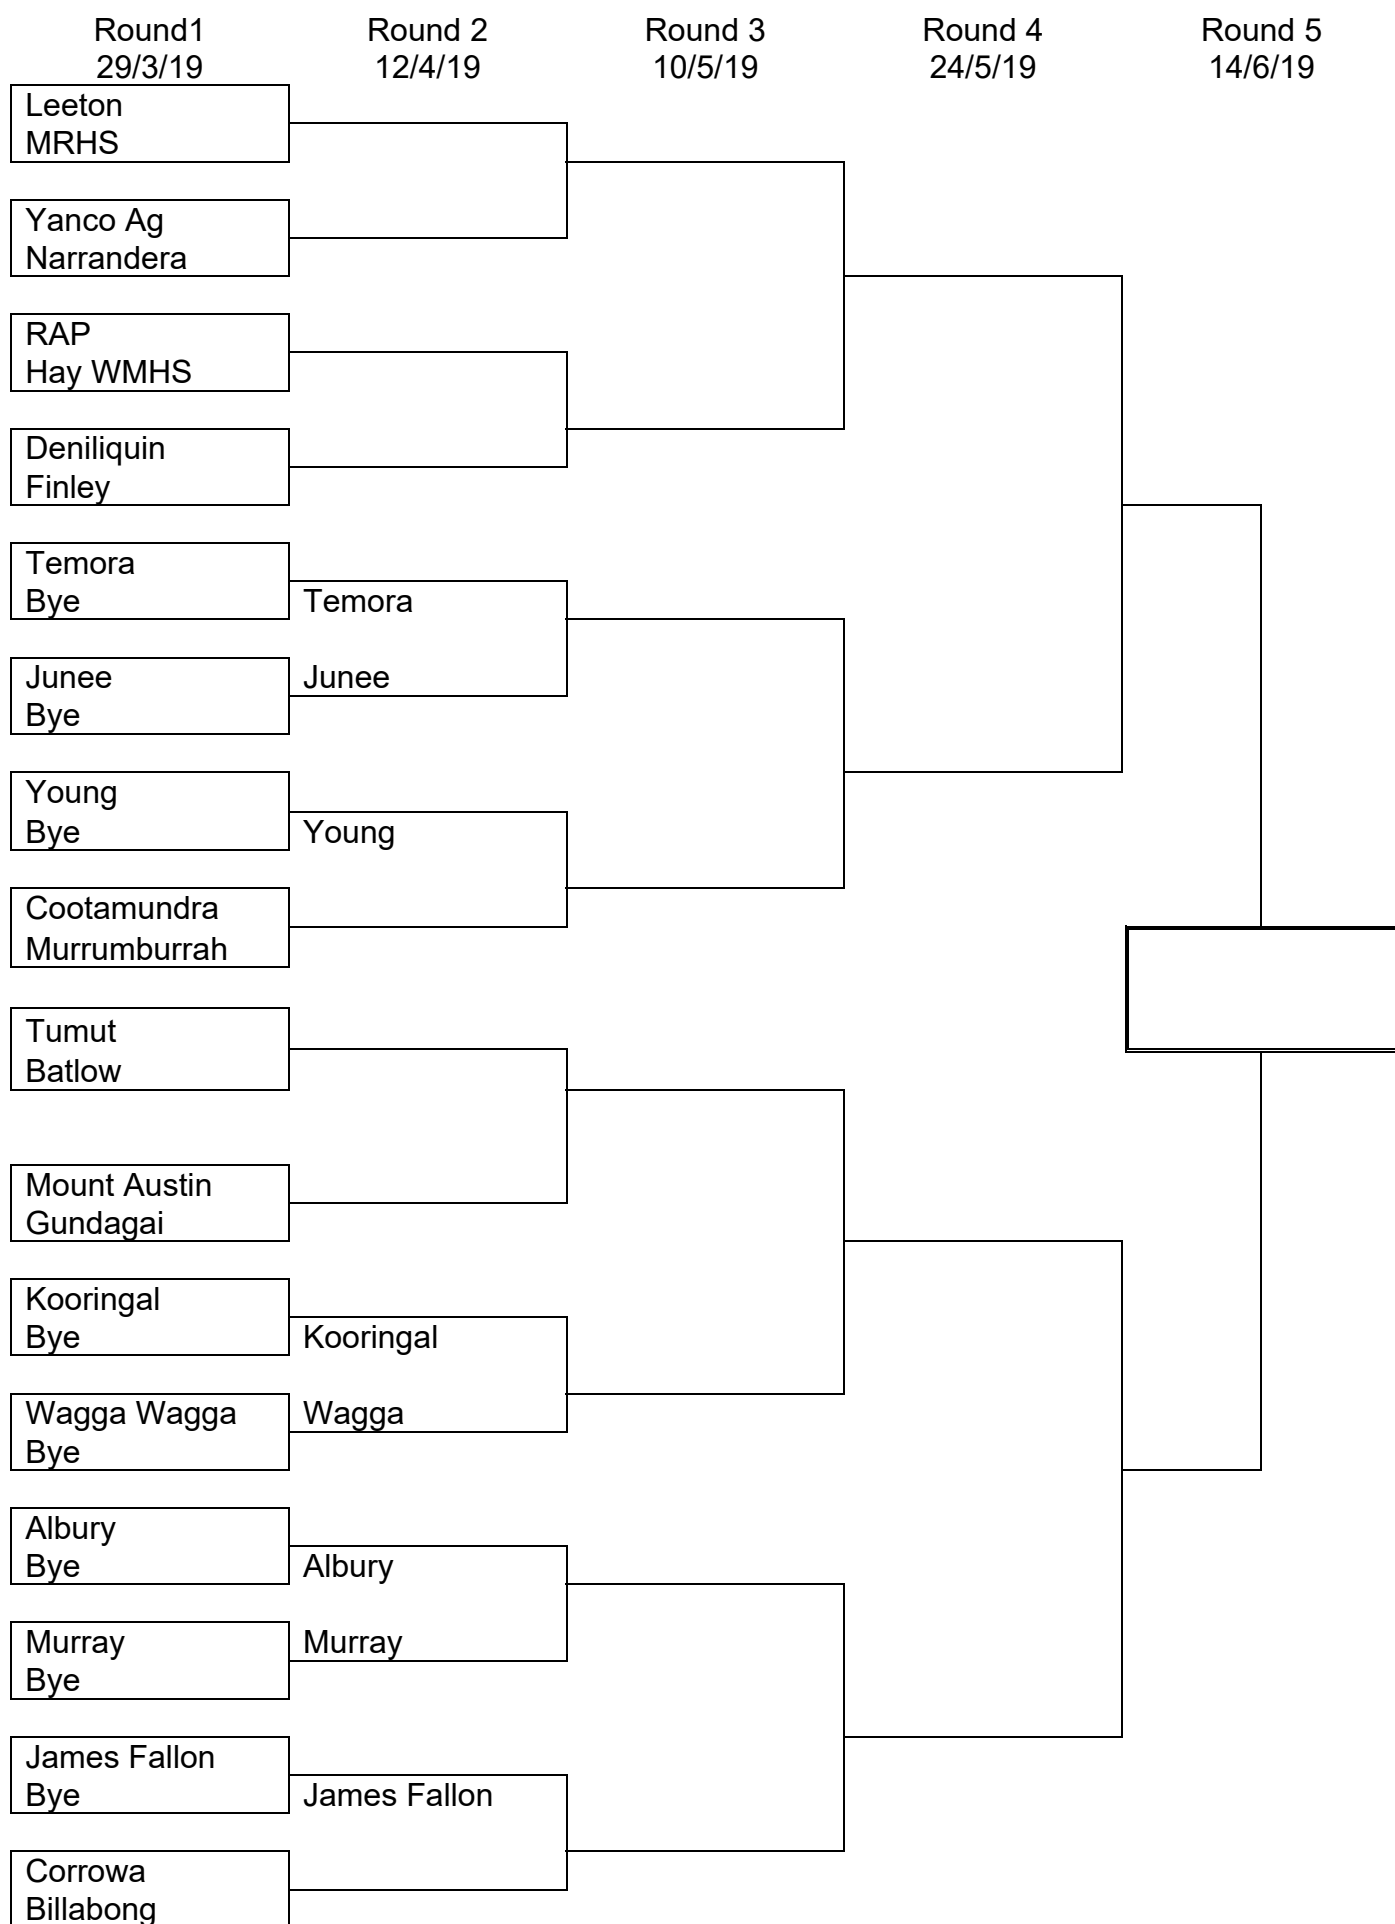 Round1 Round 2 Round 3 Round 4 Round 5
29/3/19 12/4/19 10/5/19 24/5/19 14/6/19
Leeton
MRHS
Yanco Ag
Narrandera
RAP
Hay WMHS
Deniliquin
Finley
Temora
Bye Temora
Junee Junee
Bye
Young
Bye Young
Cootamundra
Murrumburrah
Tumut
Batlow
Mount Austin
Gundagai
Kooringal
Bye Kooringal
Wagga Wagga Wagga
Bye
Albury
Bye Albury
Murray Murray
Bye
James Fallon
Bye James Fallon
Corrowa
Billabong